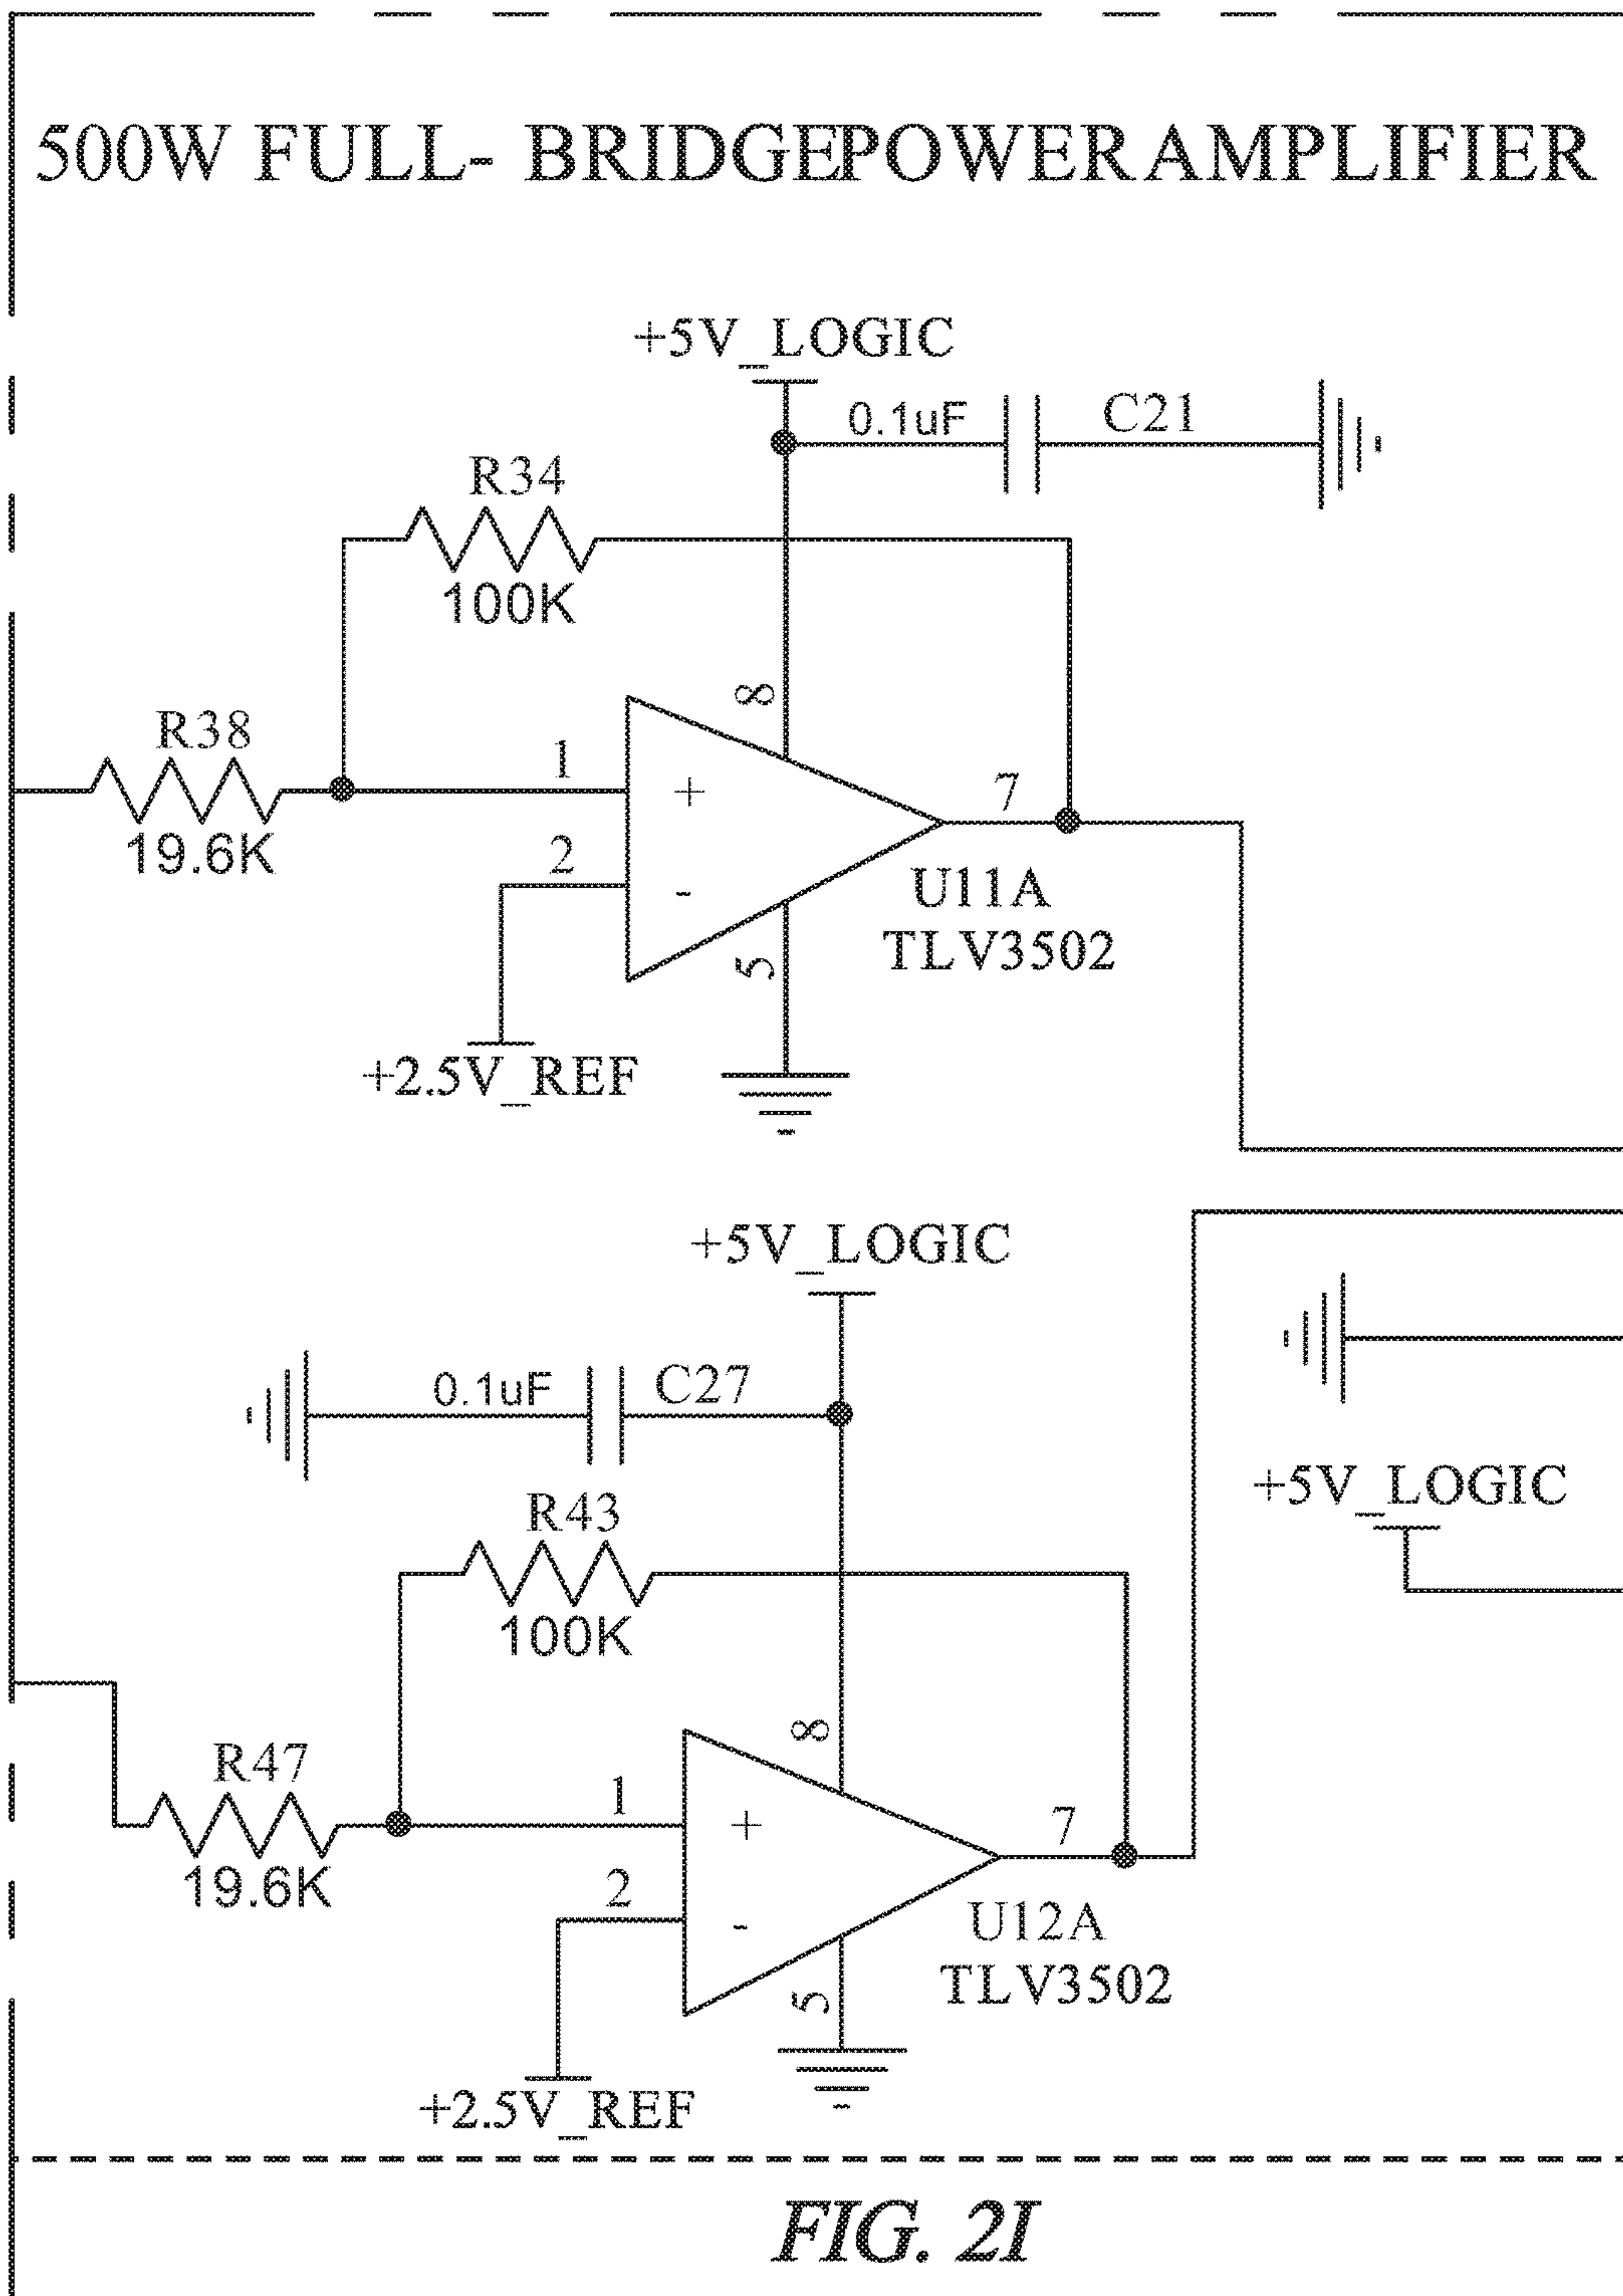 500W FULL- BRIDGEPOWERAMPLIFIER
+5V_LOGIC
0.1uF C21
R34
100K
8
R38
1
+
7
19.6K
2
-
U11A
TLV3502
5
+2.5V_REF
+5V_LOGIC
0.1uF C27
+5V_LOGIC
R43
100K
8
R47
1
+
7
19.6K
2
-
U12A
TLV3502
5
+2.5V_REF
FIG. 2I